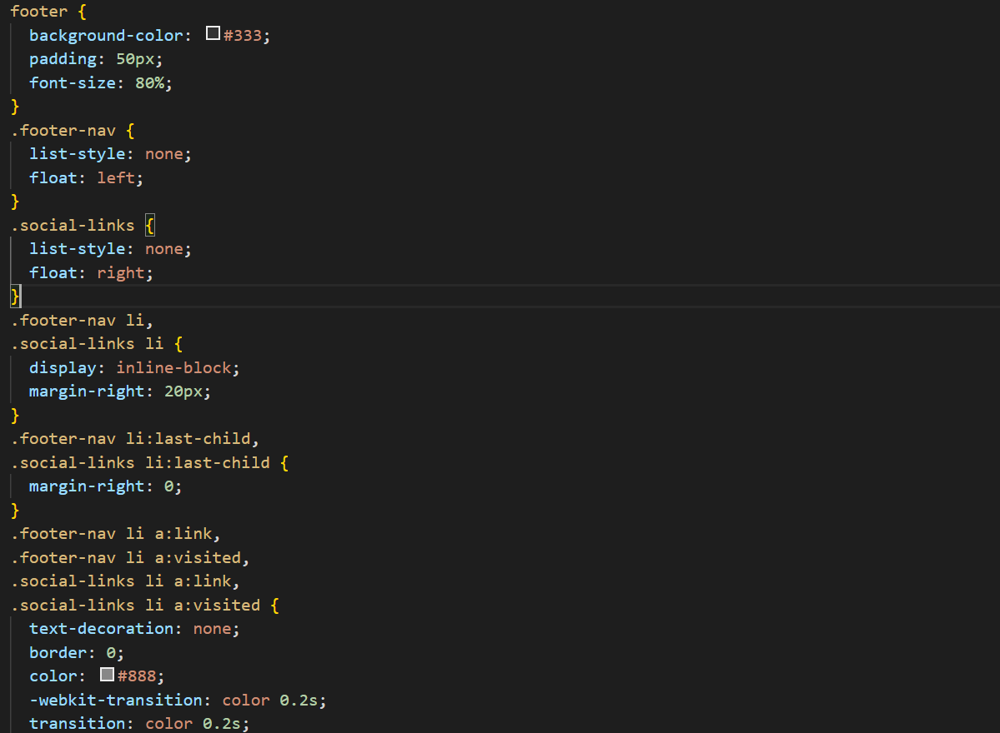 footer {
  background-color: #333;
  padding: 50px;
  font-size: 80%;
}
.footer-nav {
  list-style: none;
  float: left;
}
.social-links {
  list-style: none;
  float: right;
}
.footer-nav li,
.social-links li {
  display: inline-block;
  margin-right: 20px;
}
.footer-nav li:last-child,
.social-links li:last-child {
  margin-right: 0;
}
.footer-nav li a:link,
.footer-nav li a:visited,
.social-links li a:link,
.social-links li a:visited {
  text-decoration: none;
  border: 0;
  color: #888;
  -webkit-transition: color 0.2s;
  transition: color 0.2s;